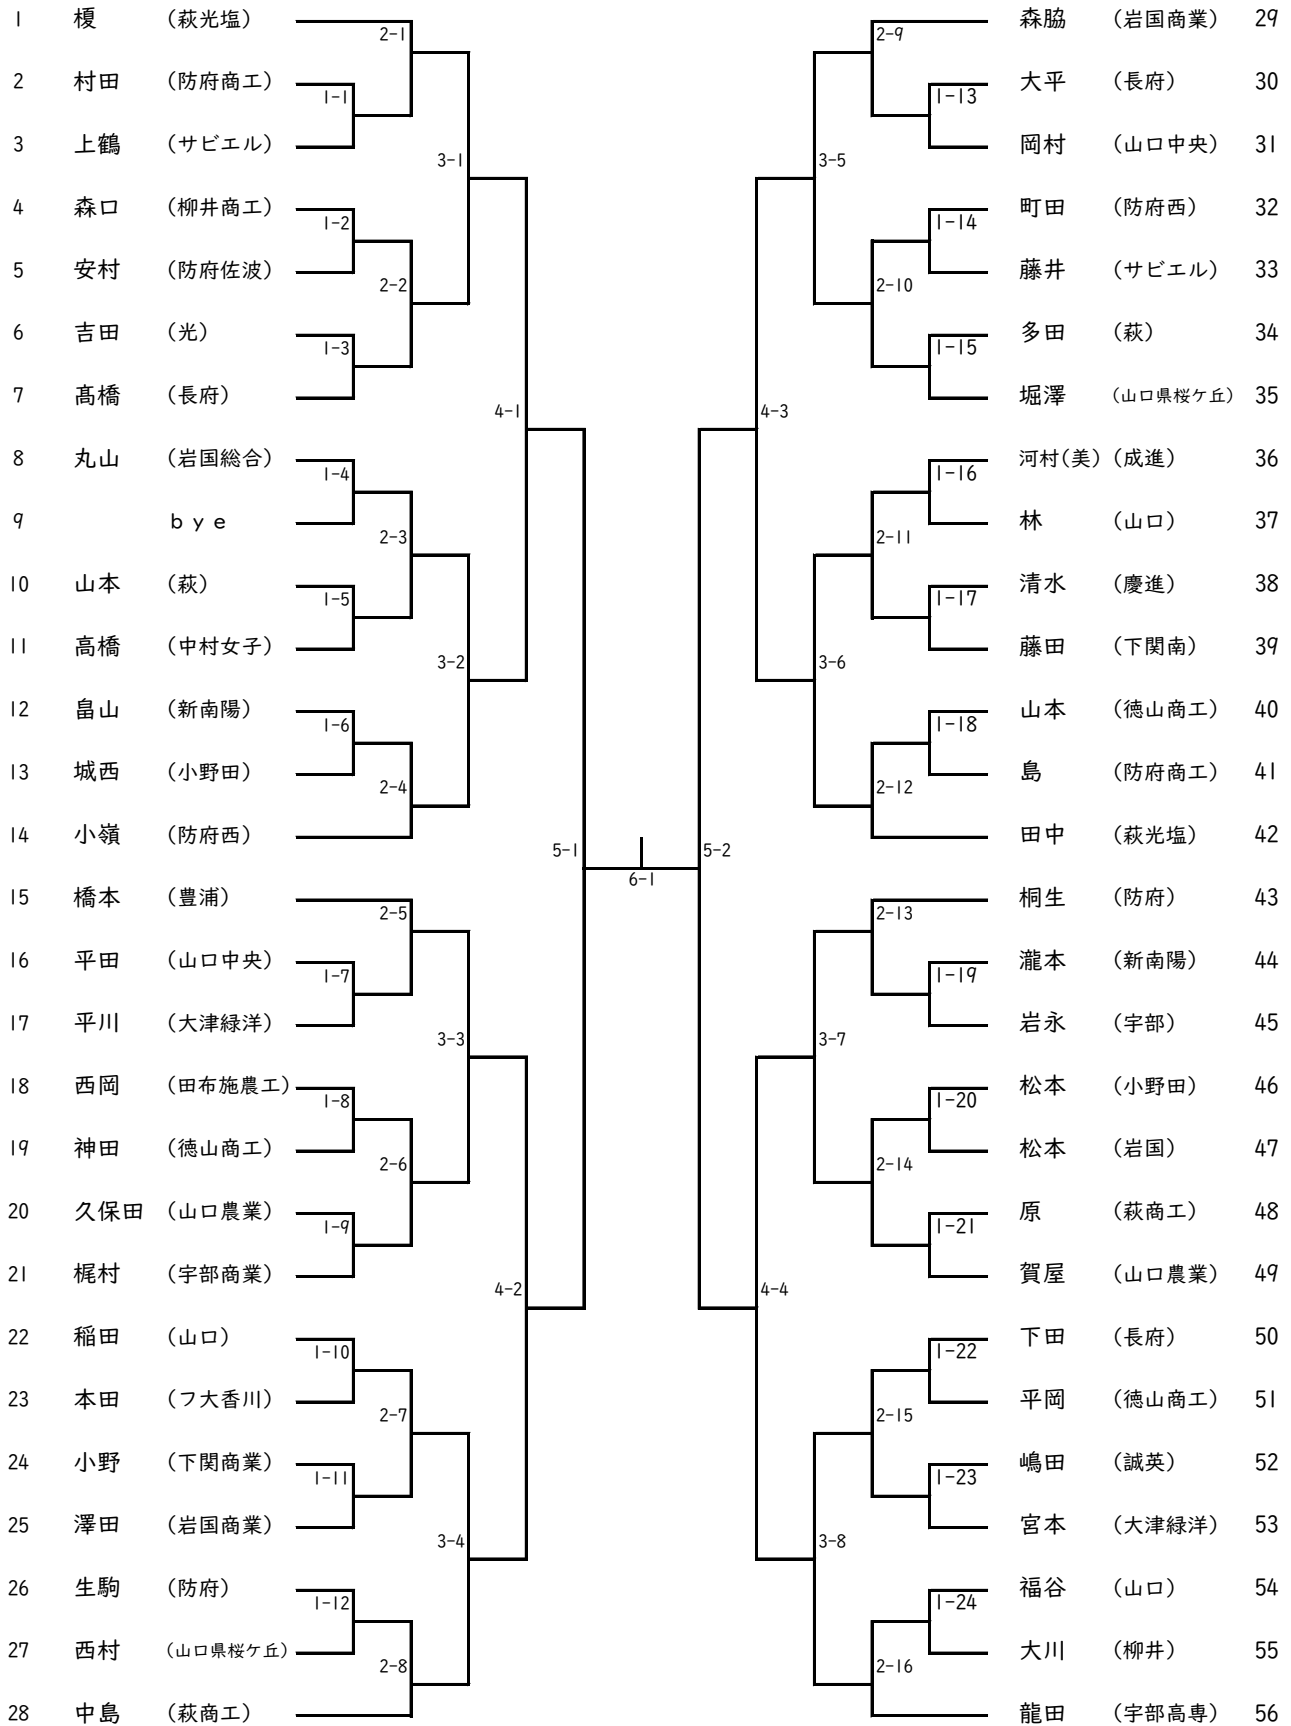 1 榎 (萩光塩)
2-1
2 村田 (防府商工)
1-1
3 上鶴 (サビエル)
3-1
4 森口 (柳井商工)
1-2
5 安村 (防府佐波)
2-2
6 吉田 (光)
1-3
7 髙橋 (長府)
4-1
8 丸山 (岩国総合)
1-4
9 bye
2-3
10 山本 (萩)
1-5
11 高橋 (中村女子)
3-2
12 畠山 (新南陽)
1-6
13 城西 (小野田)
2-4
14 小嶺 (防府西)
5-1
15 橋本 (豊浦)
2-5
16 平田 (山口中央)
1-7
17 平川 (大津緑洋)
3-3
18 西岡 (田布施農工)
1-8
19 神田 (徳山商工)
2-6
20 久保田 (山口農業)
1-9
21 梶村 (宇部商業)
4-2
22 稲田 (山口)
1-10
23 本田 (フ大香川)
2-7
24 小野 (下関商業)
1-11
25 澤田 (岩国商業)
3-4
26 生駒 (防府)
1-12
27 西村 (山口県桜ケ丘)
2-8
28 中島 (萩商工)
6-1
森脇 (岩国商業) 29
2-9
大平 (長府) 30
1-13
岡村 (山口中央) 31
3-5
町田 (防府西) 32
1-14
藤井 (サビエル) 33
2-10
多田 (萩) 34
1-15
堀澤 (山口県桜ケ丘) 35
4-3
河村(美) (成進) 36
1-16
林 (山口) 37
2-11
清水 (慶進) 38
1-17
藤田 (下関南) 39
3-6
山本 (徳山商工) 40
1-18
島 (防府商工) 41
2-12
田中 (萩光塩) 42
5-2
桐生 (防府) 43
2-13
瀧本 (新南陽) 44
1-19
岩永 (宇部) 45
3-7
松本 (小野田) 46
1-20
松本 (岩国) 47
2-14
原 (萩商工) 48
1-21
賀屋 (山口農業) 49
4-4
下田 (長府) 50
1-22
平岡 (徳山商工) 51
2-15
嶋田 (誠英) 52
1-23
宮本 (大津緑洋) 53
3-8
福谷 (山口) 54
1-24
大川 (柳井) 55
2-16
龍田 (宇部高専) 56